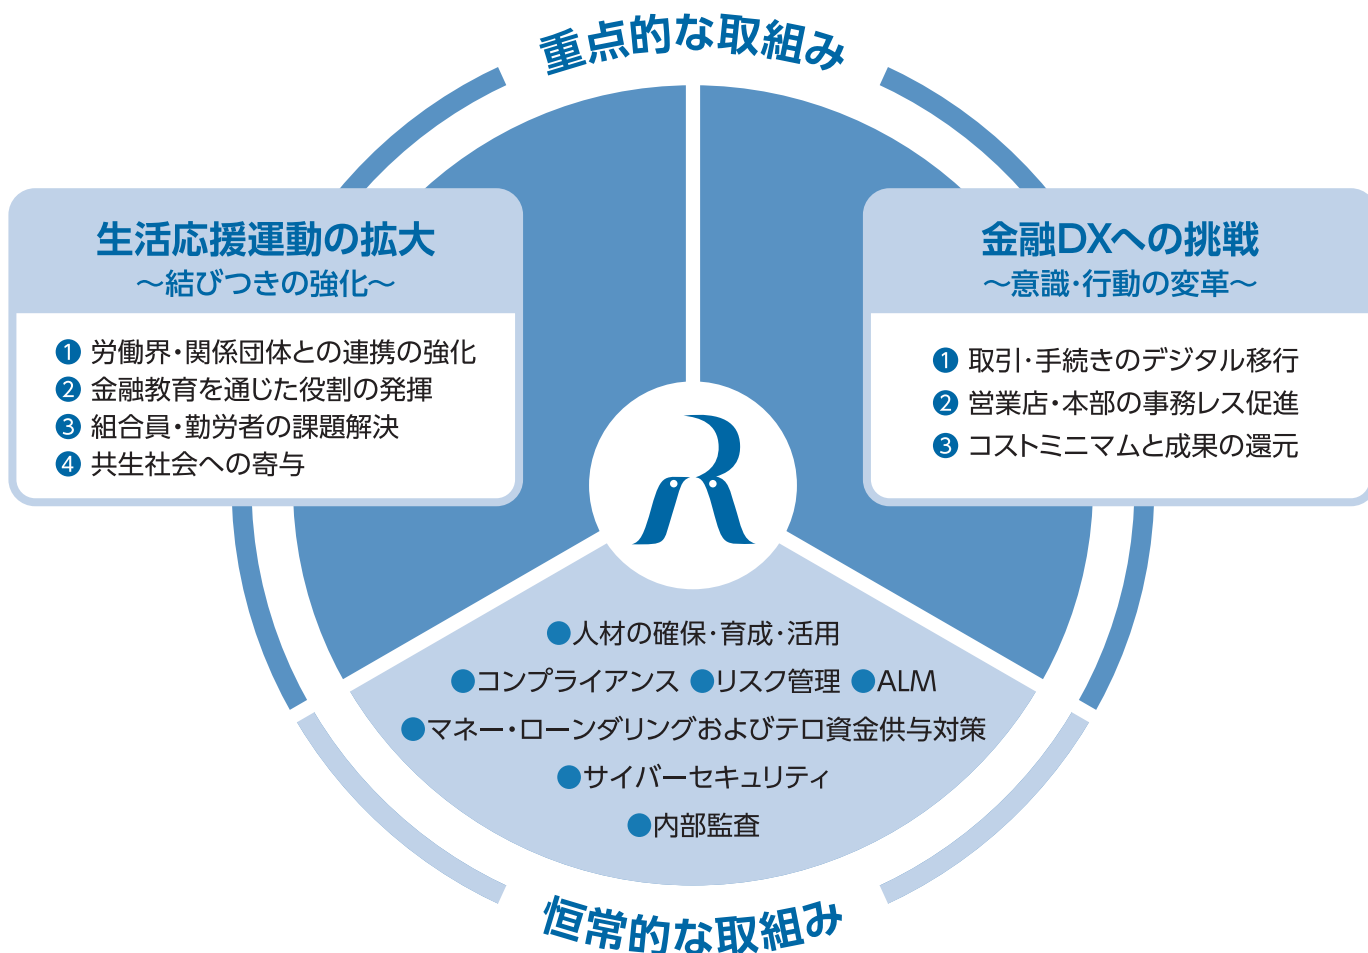 重点的な取組み
生活応援運動の拡大
～結びつきの強化～
❶ 労働界・関係団体との連携の強化
❷ 金融教育を通じた役割の発揮
❸ 組合員・勤労者の課題解決
❹ 共生社会への寄与
金融DXへの挑戦
～意識・行動の変革～
❶ 取引・手続きのデジタル移行
❷ 営業店・本部の事務レス促進
❸ コストミニマムと成果の還元
R
●人材の確保・育成・活用
●コンプライアンス ●リスク管理 ●ALM
●マネー・ローンダリングおよびテロ資金供与対策
●サイバーセキュリティ
●内部監査
恒常的な取組み